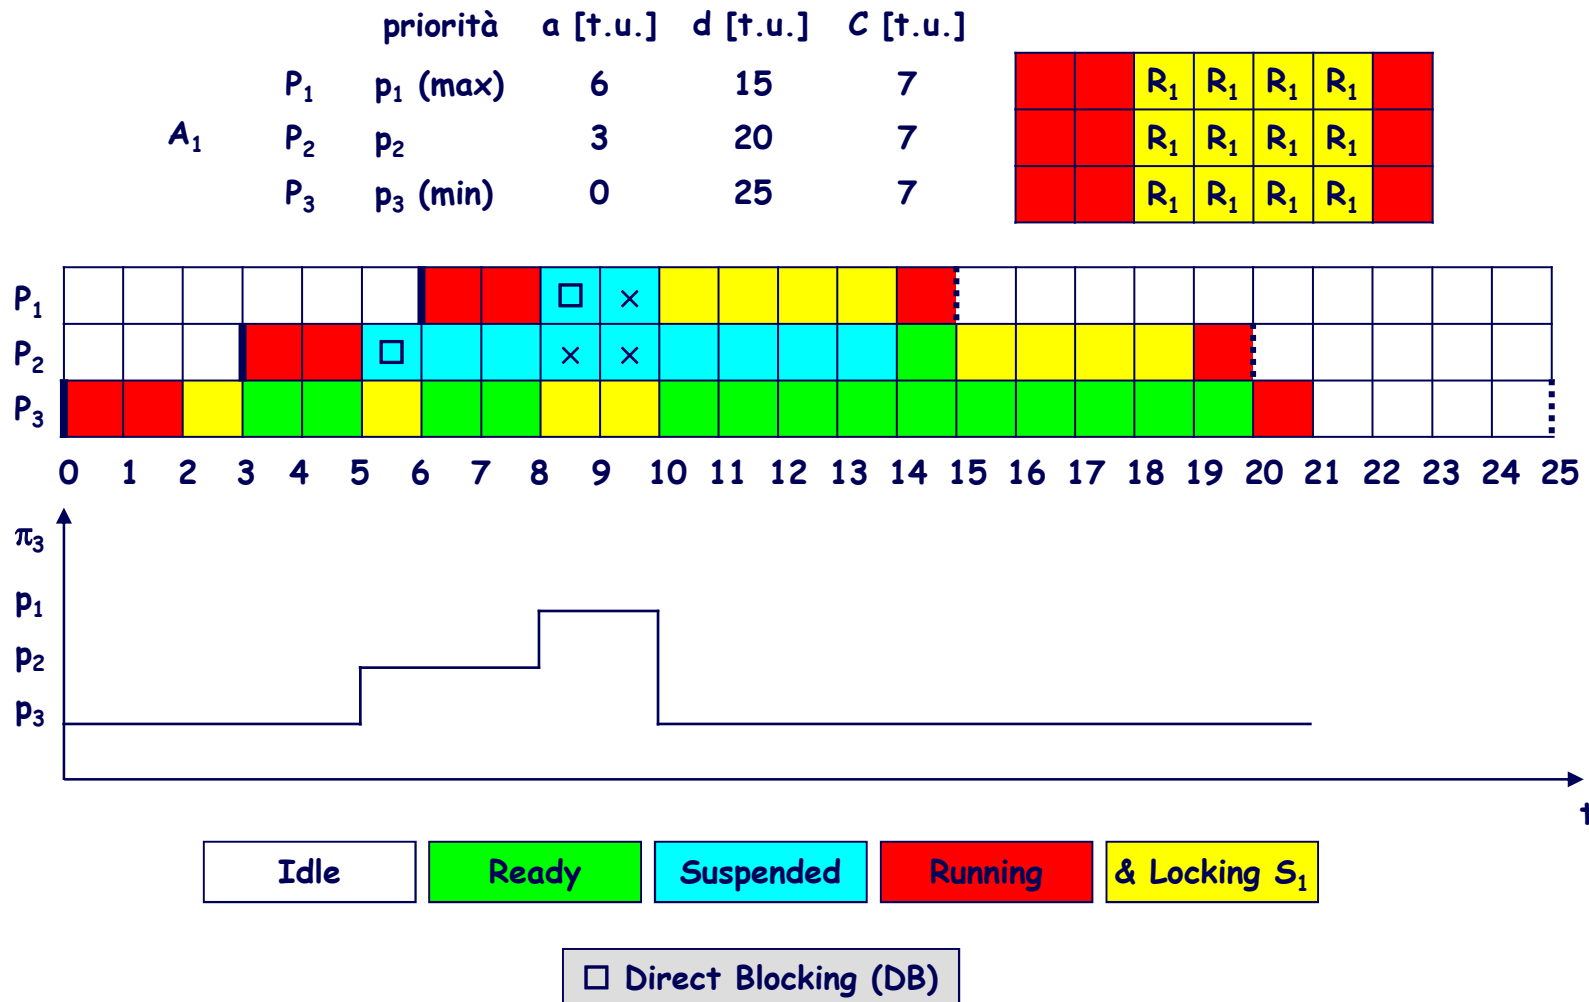 priorità a [t.u.] d [t.u.] C [t.u.]
P₁ p₁ (max) 6 15 7 R₁ R₁ R₁ R₁
A₁ P₂ p₂ 3 20 7 R₁ R₁ R₁ R₁
P₃ p₃ (min) 0 25 7 R₁ R₁ R₁ R₁
P₁ □ ×
P₂ □ × ×
P₃
0 1 2 3 4 5 6 7 8 9 10 11 12 13 14 15 16 17 18 19 20 21 22 23 24 25
π₃
p₁
p₂
p₃
t
Idle Ready Suspended Running & Locking S₁
□ Direct Blocking (DB)